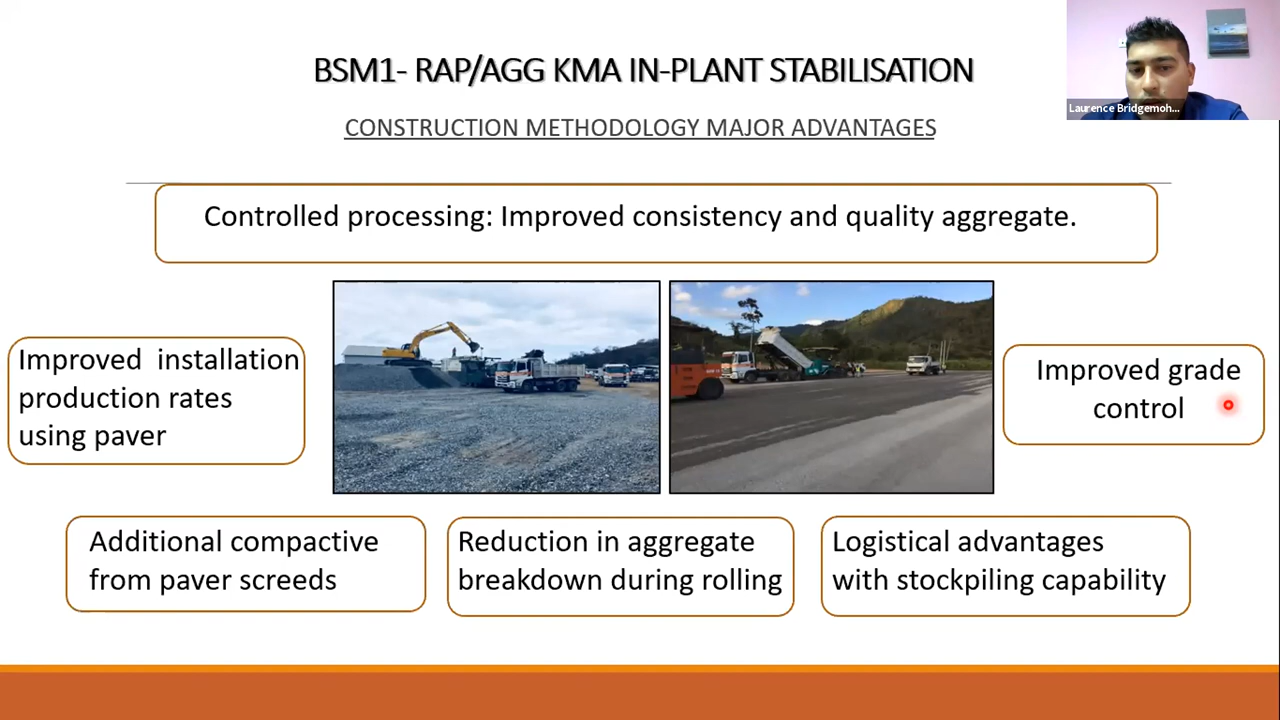 BSM1- RAP/AGG KMA IN-PLANT STABILISATION
Laurence Bridgemoh...
CONSTRUCTION METHODOLOGY MAJOR ADVANTAGES
Controlled processing: Improved consistency and quality aggregate.
Improved installation
production rates
using paver
Improved grade
control
Additional compactive
from paver screeds
Reduction in aggregate
breakdown during rolling
Logistical advantages
with stockpiling capability